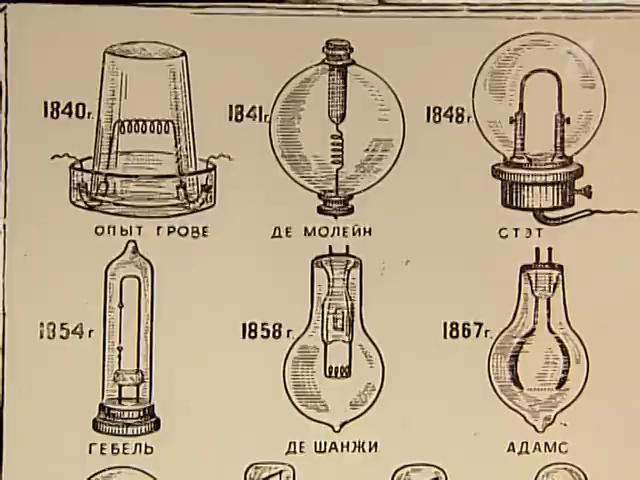 1840г.
1841г.
1848г.
ОПЫТ ГРОВЕ
ДЕ МОЛЕЙН
СТЭТ
1854г
1858г.
1867г.
ГЕБЕЛЬ
ДЕ ШАНЖИ
АДАМС